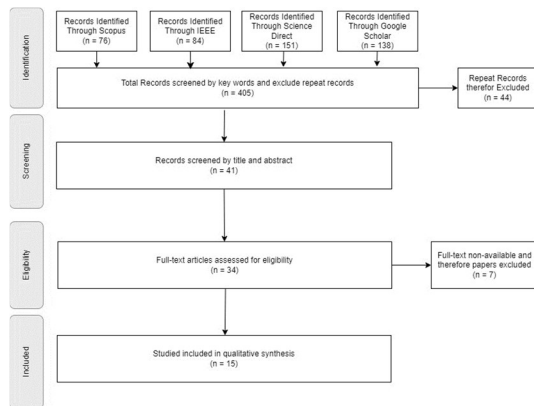 Records Identified
Through Scopus
(n = 76)
Records Identified
Through IEEE
(n = 84)
Records Identified
Through Science
Direct
(n = 151)
Records Identified
Through Google
Scholar
(n = 138)
Identification
Total Records screened by key words and exclude repeat records
(n = 405)
Repeat Records
therefor Excluded
(n = 44)
Screening
Records screened by title and abstract
(n = 41)
Eligibility
Full-text articles assessed for eligibility
(n = 34)
Full-text non-available and
therefore papers excluded
(n = 7)
Included
Studied included in qualitative synthesis
(n = 15)